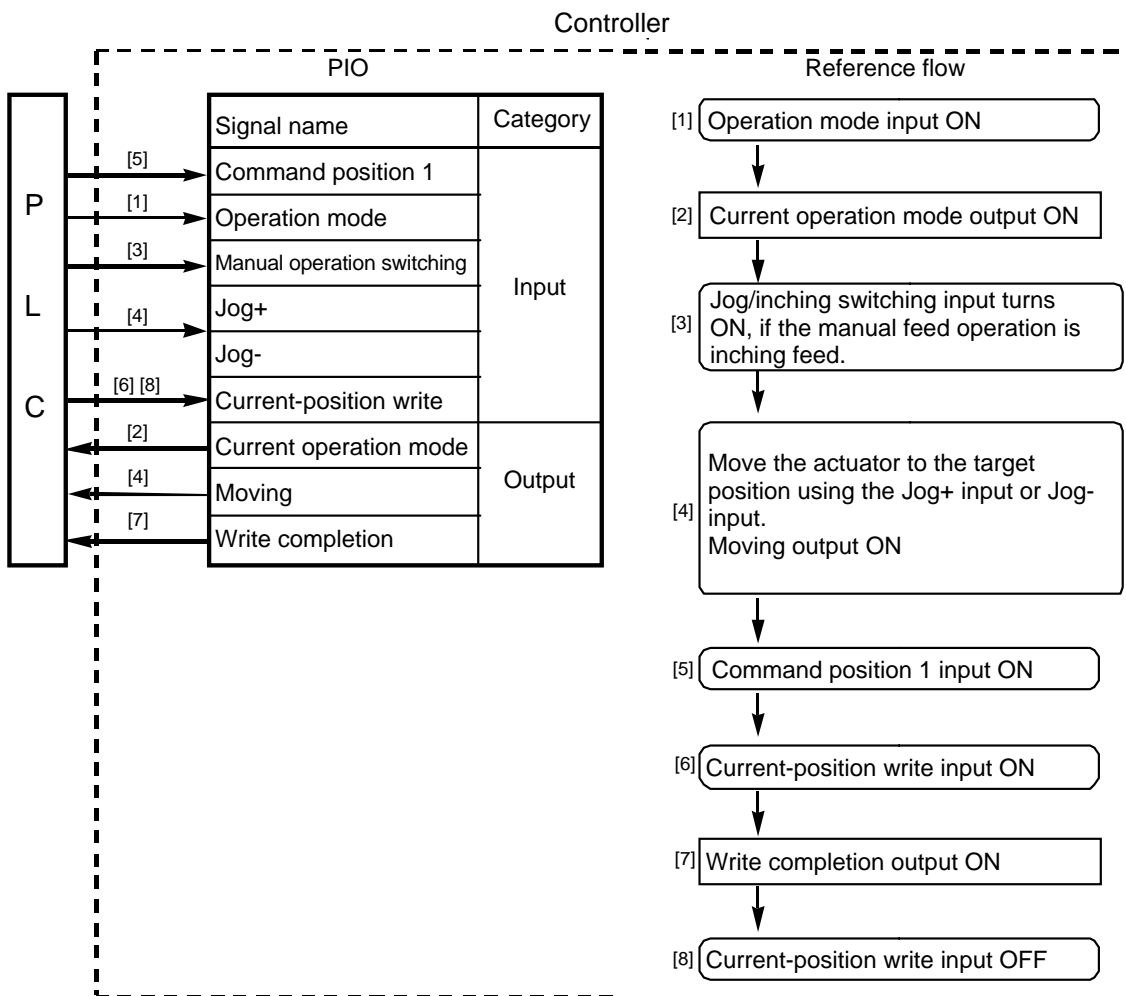 Controller
PIO
Reference flow
P
L
C
Signal name
Category
[5]
Command position 1
[1]
Operation mode
[3]
Manual operation switching
Input
[4]
Jog+
Jog-
[6] [8]
Current-position write
[2]
Current operation mode
Output
[4]
Moving
[7]
Write completion
[1] Operation mode input ON
[2] Current operation mode output ON
[3]
Jog/inching switching input turns
ON, if the manual feed operation is
inching feed.
[4]
Move the actuator to the target
position using the Jog+ input or Jog-
input.
Moving output ON
[5] Command position 1 input ON
[6] Current-position write input ON
[7] Write completion output ON
[8] Current-position write input OFF